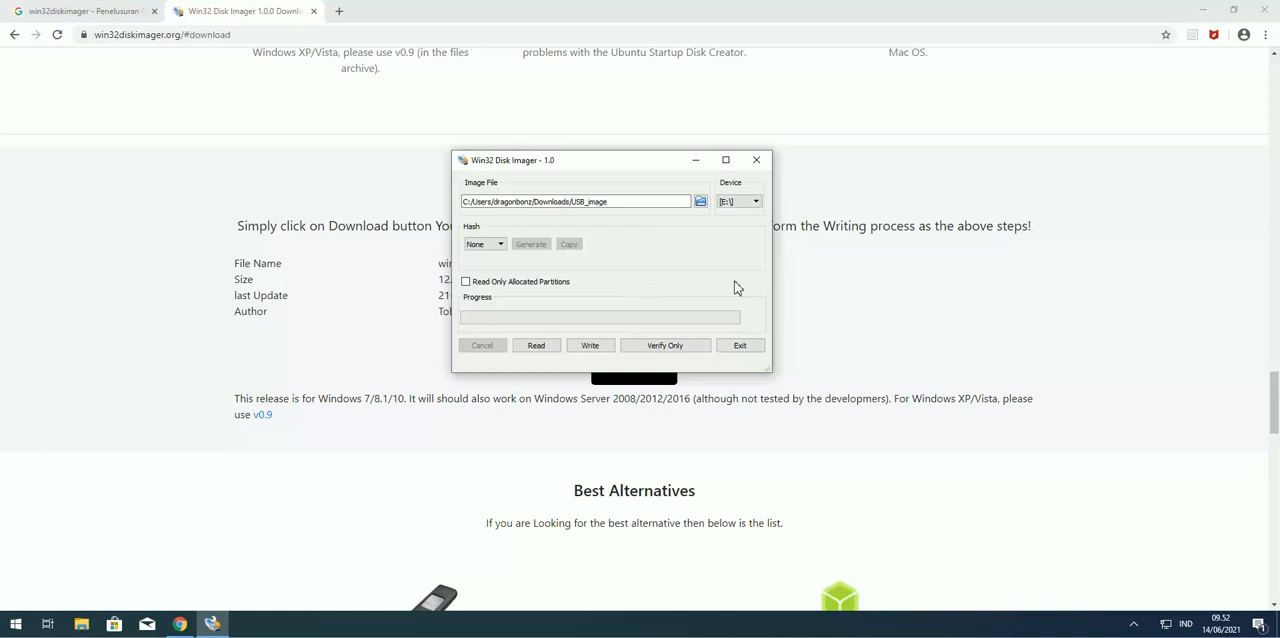 win32diskimager - Penelusuran
Win32 Disk Imager 1.0.0 Downlo
win32diskimager.org/#download
Windows XP/Vista, please use v0.9 (in the files
archive).
problems with the Ubuntu Startup Disk Creator.
Mac OS.
Win32 Disk Imager - 1.0
Image File
Device
C:/Users/dragonbonz/Downloads/USB_image
[E:\]
Hash
None
Generate
Copy
Read Only Allocated Partitions
Progress
Cancel
Read
Write
Verify Only
Exit
Simply click on Download button You
rm the Writing process as the above steps!
File Name
Size
12.
last Update
21-
Author
This release is for Windows 7/8.1/10. It will should also work on Windows Server 2008/2012/2016 (although not tested by the developmers). For Windows XP/Vista, please
use v0.9
Best Alternatives
If you are Looking for the best alternative then below is the list.
IND
09.52
14/06/2021